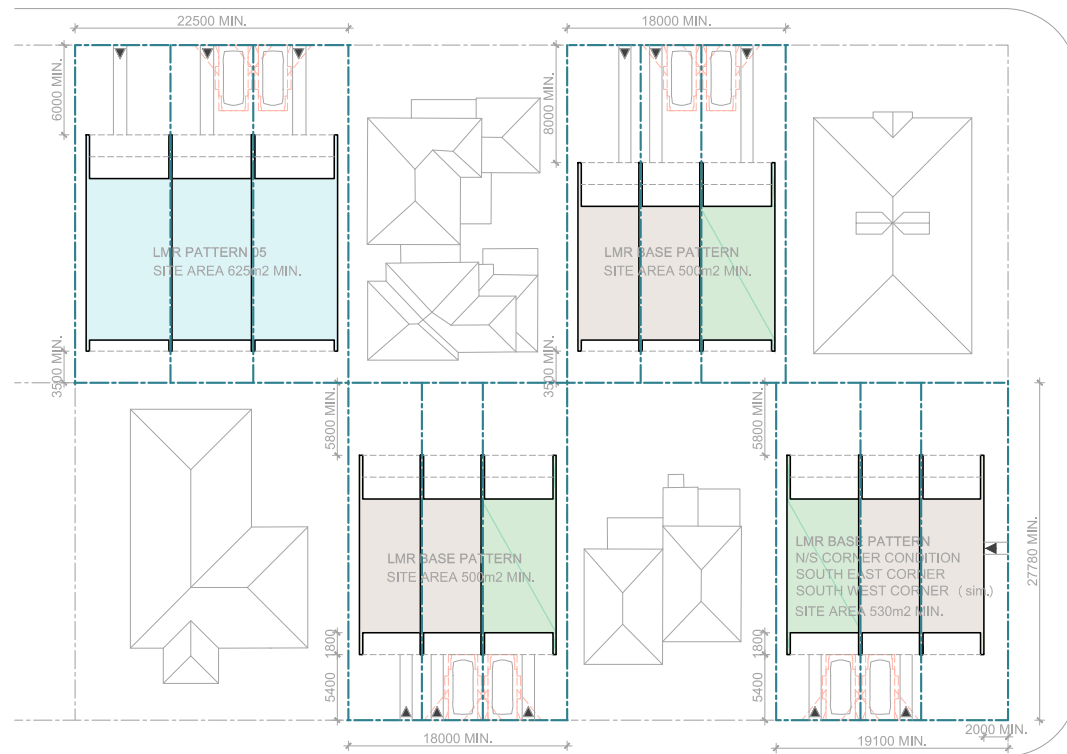 22500 MIN.
18000 MIN.
6000 MIN.
8000 MIN.
LMR PATTERN 05
SITE AREA 625m2 MIN.
LMR BASE PATTERN
SITE AREA 500m2 MIN.
3500 MIN.
3500 MIN.
5800 MIN.
5800 MIN.
LMR BASE PATTERN
SITE AREA 500m2 MIN.
LMR BASE PATTERN
N/S CORNER CONDITION
SOUTH EAST CORNER
SOUTH WEST CORNER ( sim.)
SITE AREA 530m2 MIN.
27780 MIN.
1800
1800
5400
5400
2000 MIN.
18000 MIN.
19100 MIN.